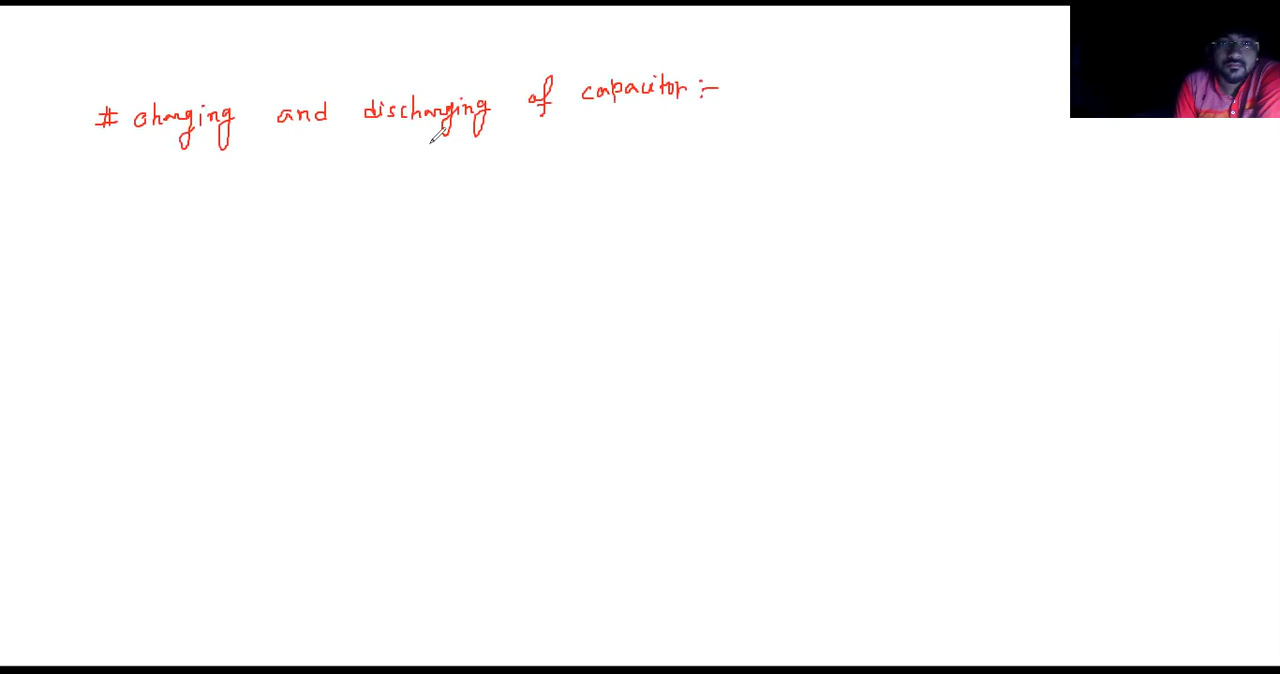 # charging and discharging of capacitor :-